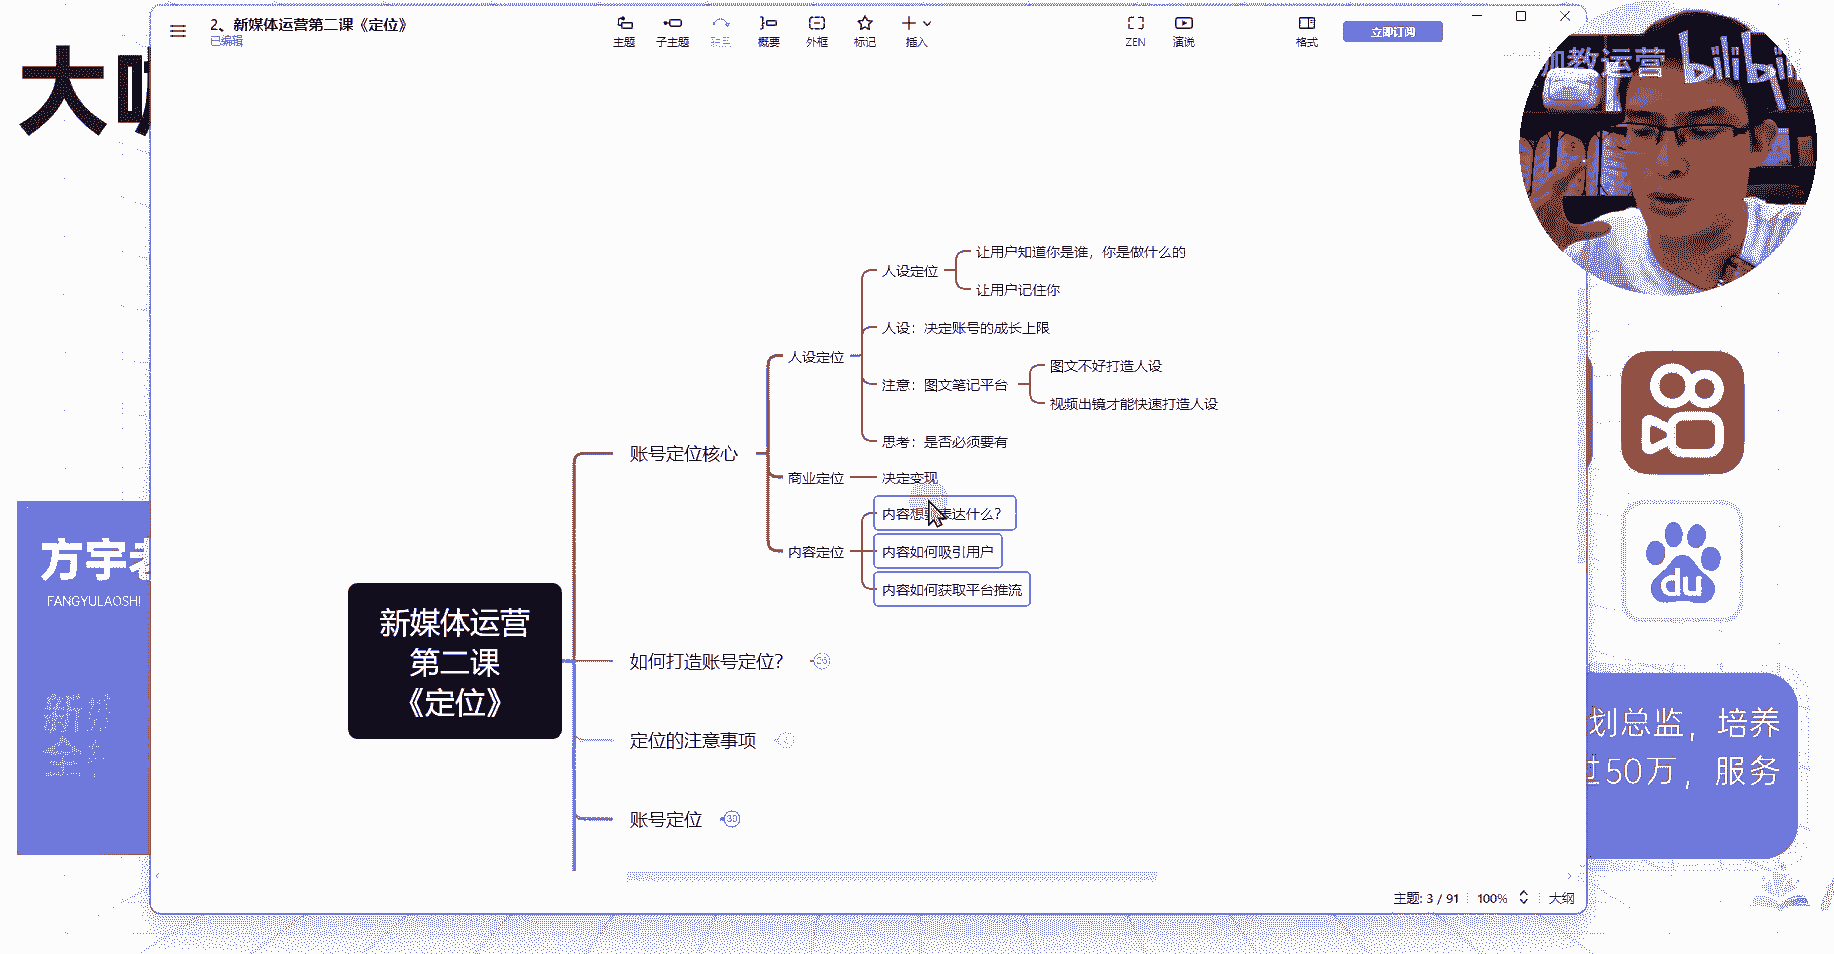 2、新媒体运营第二课《定位》
已编辑
主题
子主题
概要
外框
标记
插入
ZEN
演说
格式
立即订阅
加教运营
bilibili
大
让用户知道你是谁，你是做什么的
人设定位
让用户记住你
人设：决定账号的成长上限
人设定位
图文不好打造人设
注意：图文笔记平台
视频出镜才能快速打造人设
思考：是否必须要有
账号定位核心
商业定位
决定变现
内容想要表达什么？
内容定位
内容如何吸引用户
内容如何获取平台推流
新媒体运营
第二课
《定位》
如何打造账号定位？
定位的注意事项
账号定位
30
方宇老
FANGYULAOSHI
新媒
全
du
划总监，培养
过50万，服务
主题: 3 / 91
100%
大纲